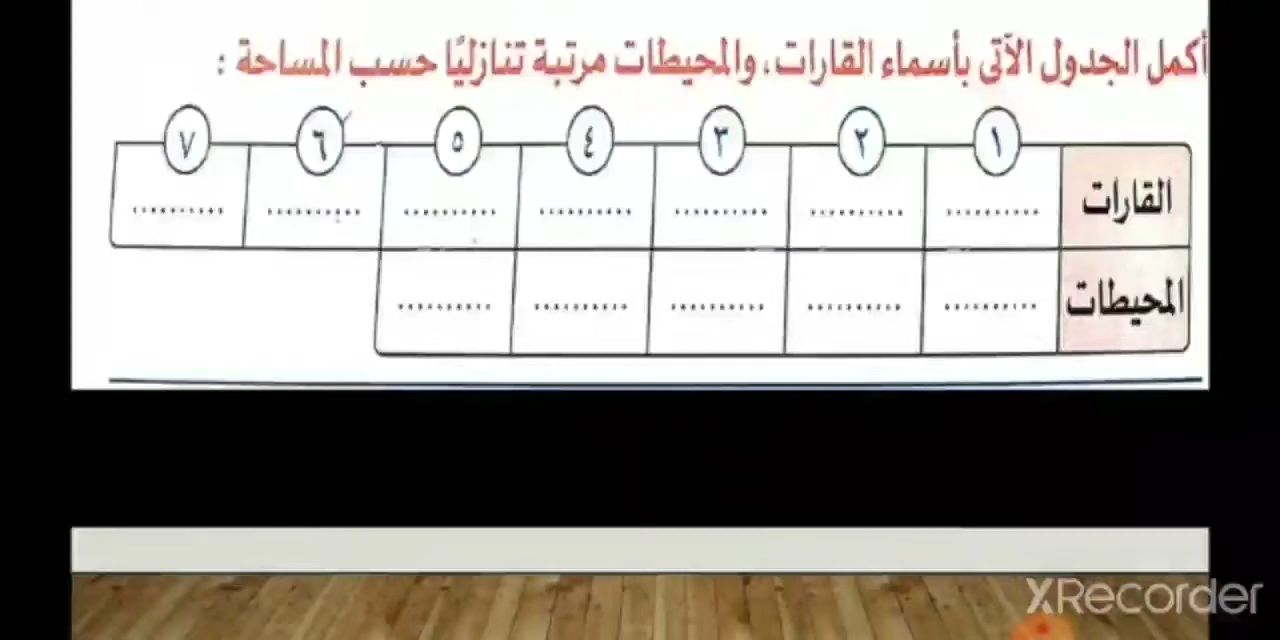 أكمل الجدول الآتى بأسماء القارات، والمحيطات مرتبة تنازليًا حسب المساحة :
١ ٢ ٣ ٤ ٥ ٦ ٧
القارات .......... .......... .......... .......... .......... .......... ..........
المحيطات .......... .......... .......... .......... ..........
XRecorder